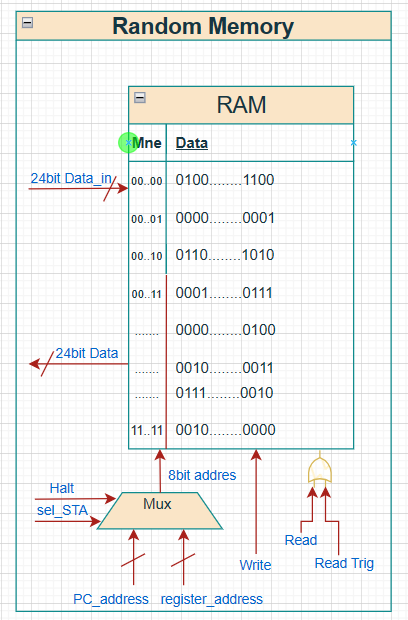 Random Memory
RAM
Mne Data
00..00 0100........1100
00..01 0000........0001
00..10 0110........1010
00..11 0001........0111
....... 0000........0100
....... 0010........0011
....... 0111........0010
11..11 0010........0000
24bit Data_in
24bit Data
8bit addres
Halt
sel_STA
Mux
PC_address register_address
Write
Read
Read Trig